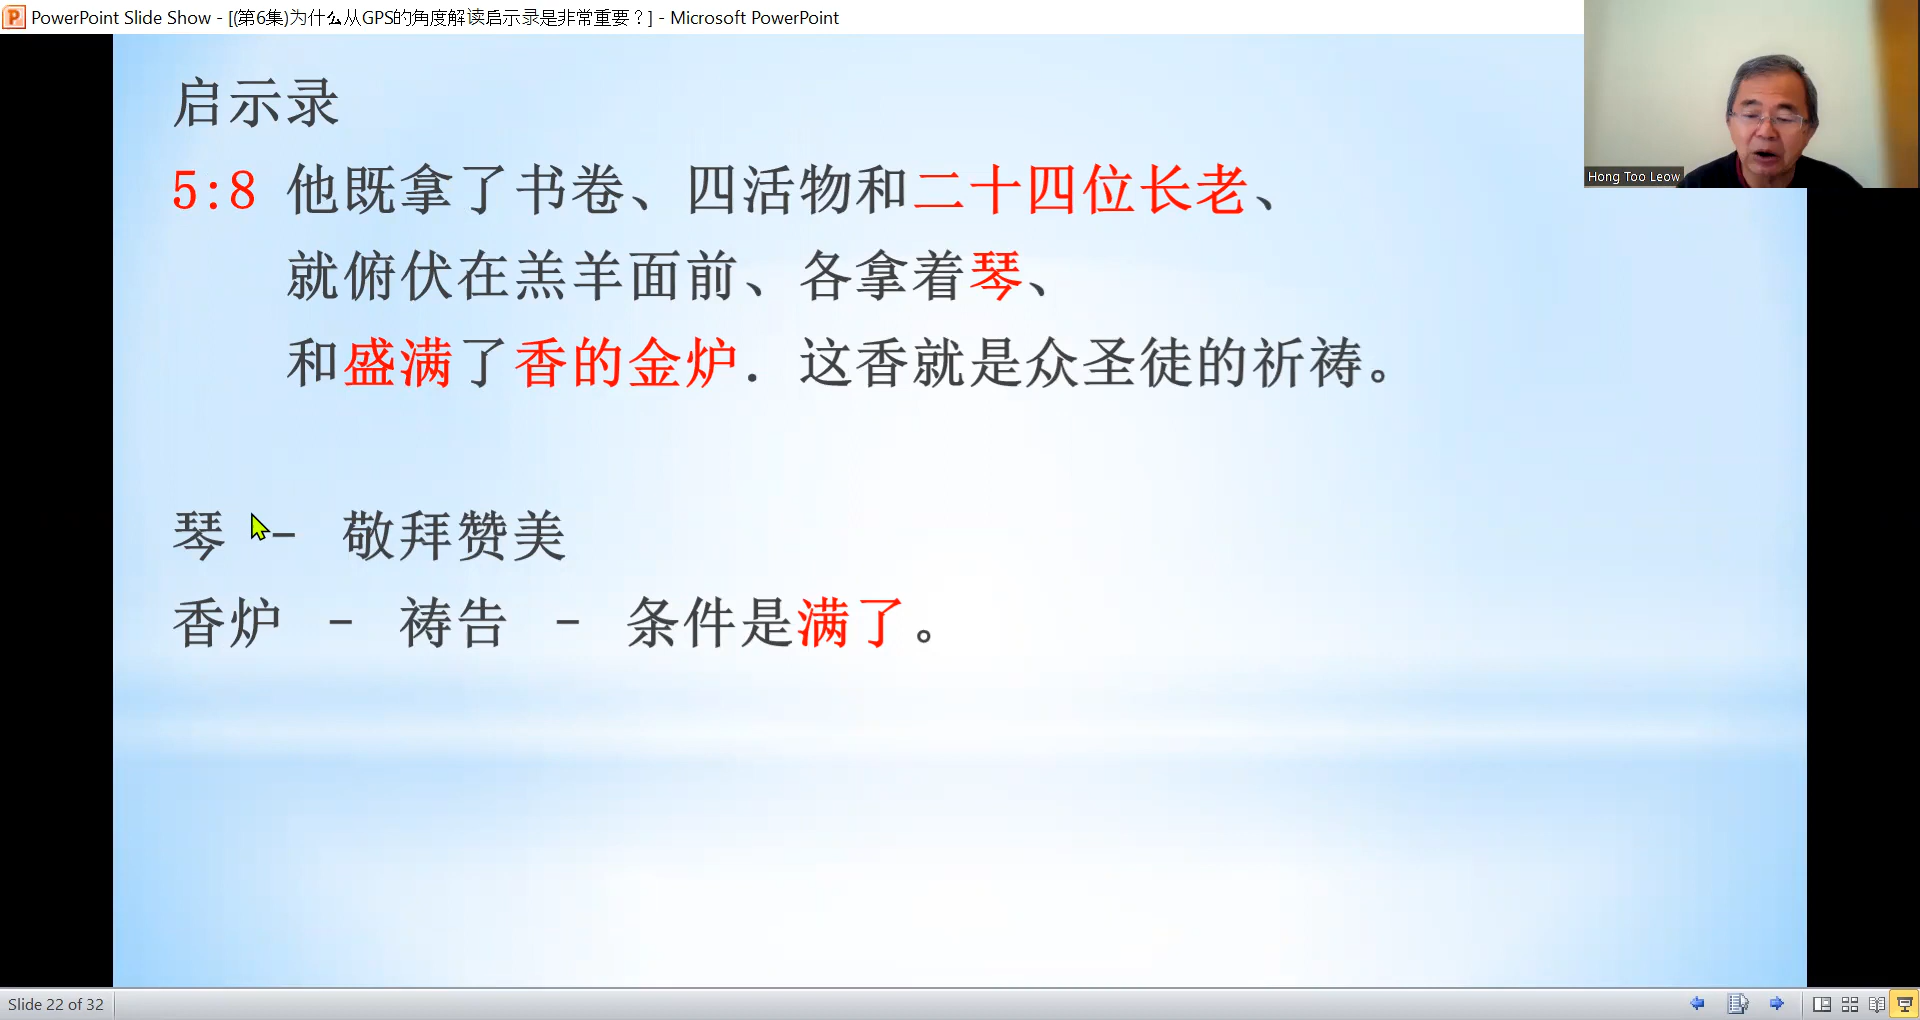 PowerPoint Slide Show - [(第6集)为什么从GPS的角度解读启示录是非常重要？] - Microsoft PowerPoint
Hong Too Leow
启示录
5:8 他既拿了书卷、四活物和二十四位长老、
就俯伏在羔羊面前、各拿着琴、
和盛满了香的金炉．这香就是众圣徒的祈祷。
琴 - 敬拜赞美
香炉 - 祷告 - 条件是满了。
Slide 22 of 32